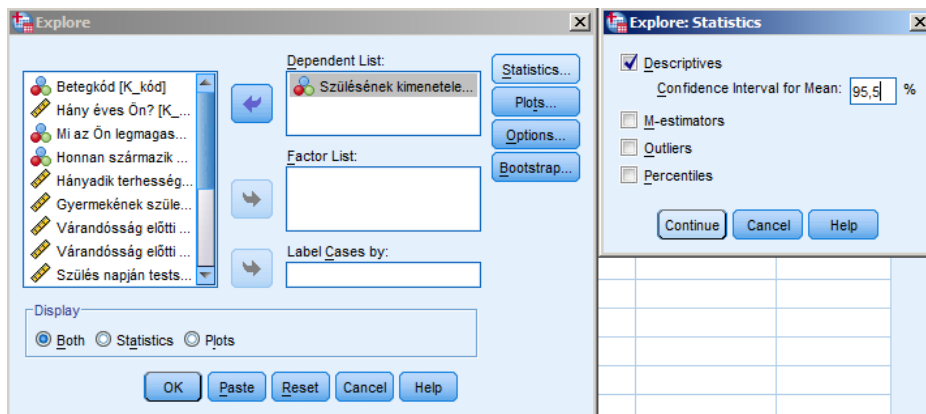 Explore
Betegkód [K_kód]
Hány éves Ön? [K_...
Mi az Ön legmagas...
Honnan származik ...
Hányadik terhesség...
Gyermekének szüle...
Várandósság előtti ...
Várandósság előtti ...
Szülés napján tests...
Dependent List:
Szülésének kimenetele...
Factor List:
Label Cases by:
Statistics...
Plots...
Options...
Bootstrap...
Display
Both Statistics Plots
OK Paste Reset Cancel Help
Explore: Statistics
Descriptives
Confidence Interval for Mean: 95,5 %
M-estimators
Outliers
Percentiles
Continue Cancel Help